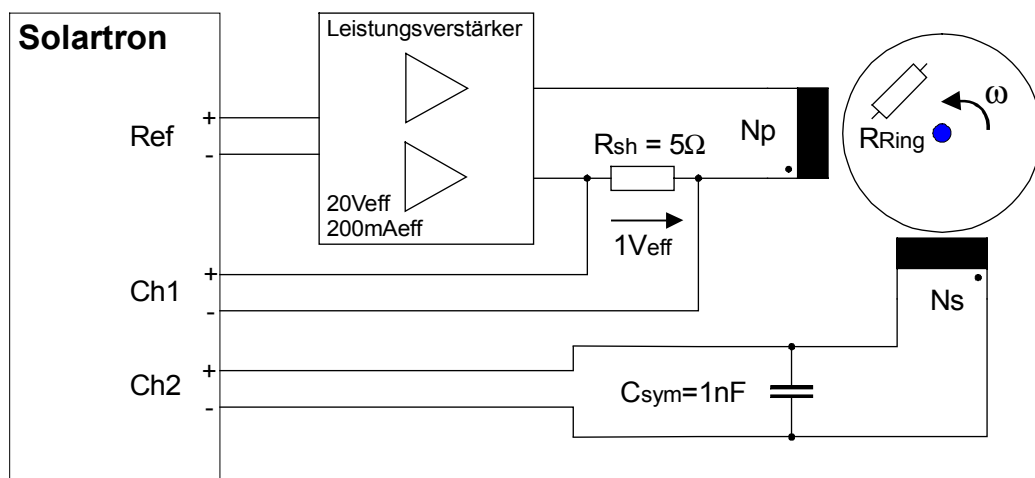 Solartron
Leistungsverstärker
Ref
+
-
20Veff
200mAeff
Rsh = 5Ω
1Veff
Np
RRing
ω
Ch1
+
-
Ch2
+
-
Csym=1nF
Ns